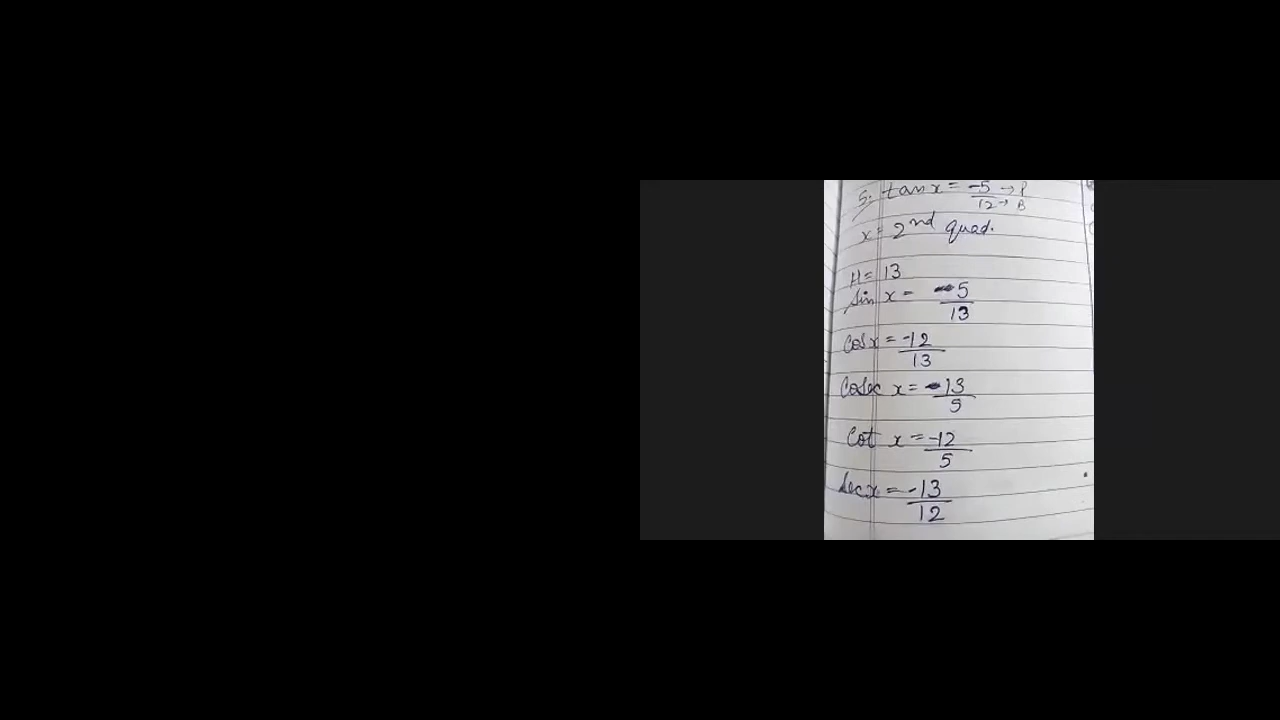 5. tan x = -5 → P
12 → B
x = 2nd quad.
H = 13
sin x = -5
13
Cos x = -12
13
Cosec x = -13
5
Cot x = -12
5
Sec x = -13
12